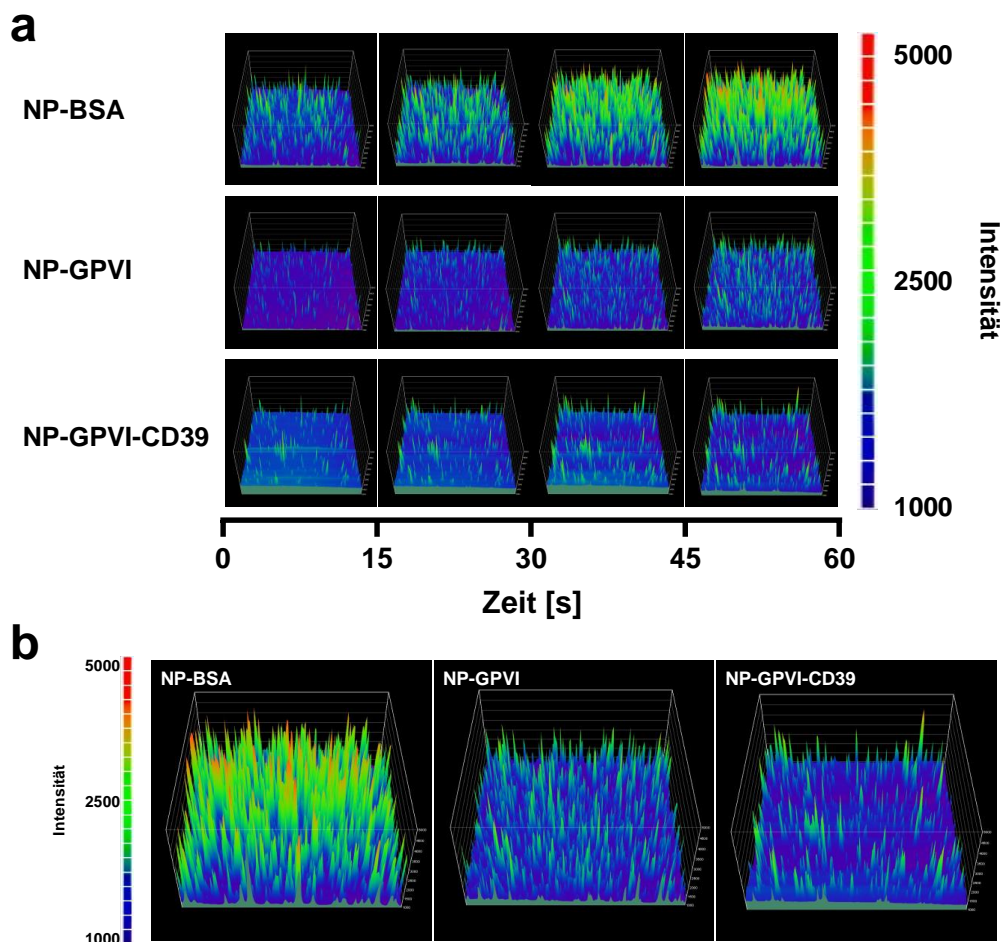 a
NP-BSA
NP-GPVI
NP-GPVI-CD39
5000
2500
1000
Intensität
0 15 30 45 60
Zeit [s]
b
5000
2500
1000
Intensität
NP-BSA
NP-GPVI
NP-GPVI-CD39